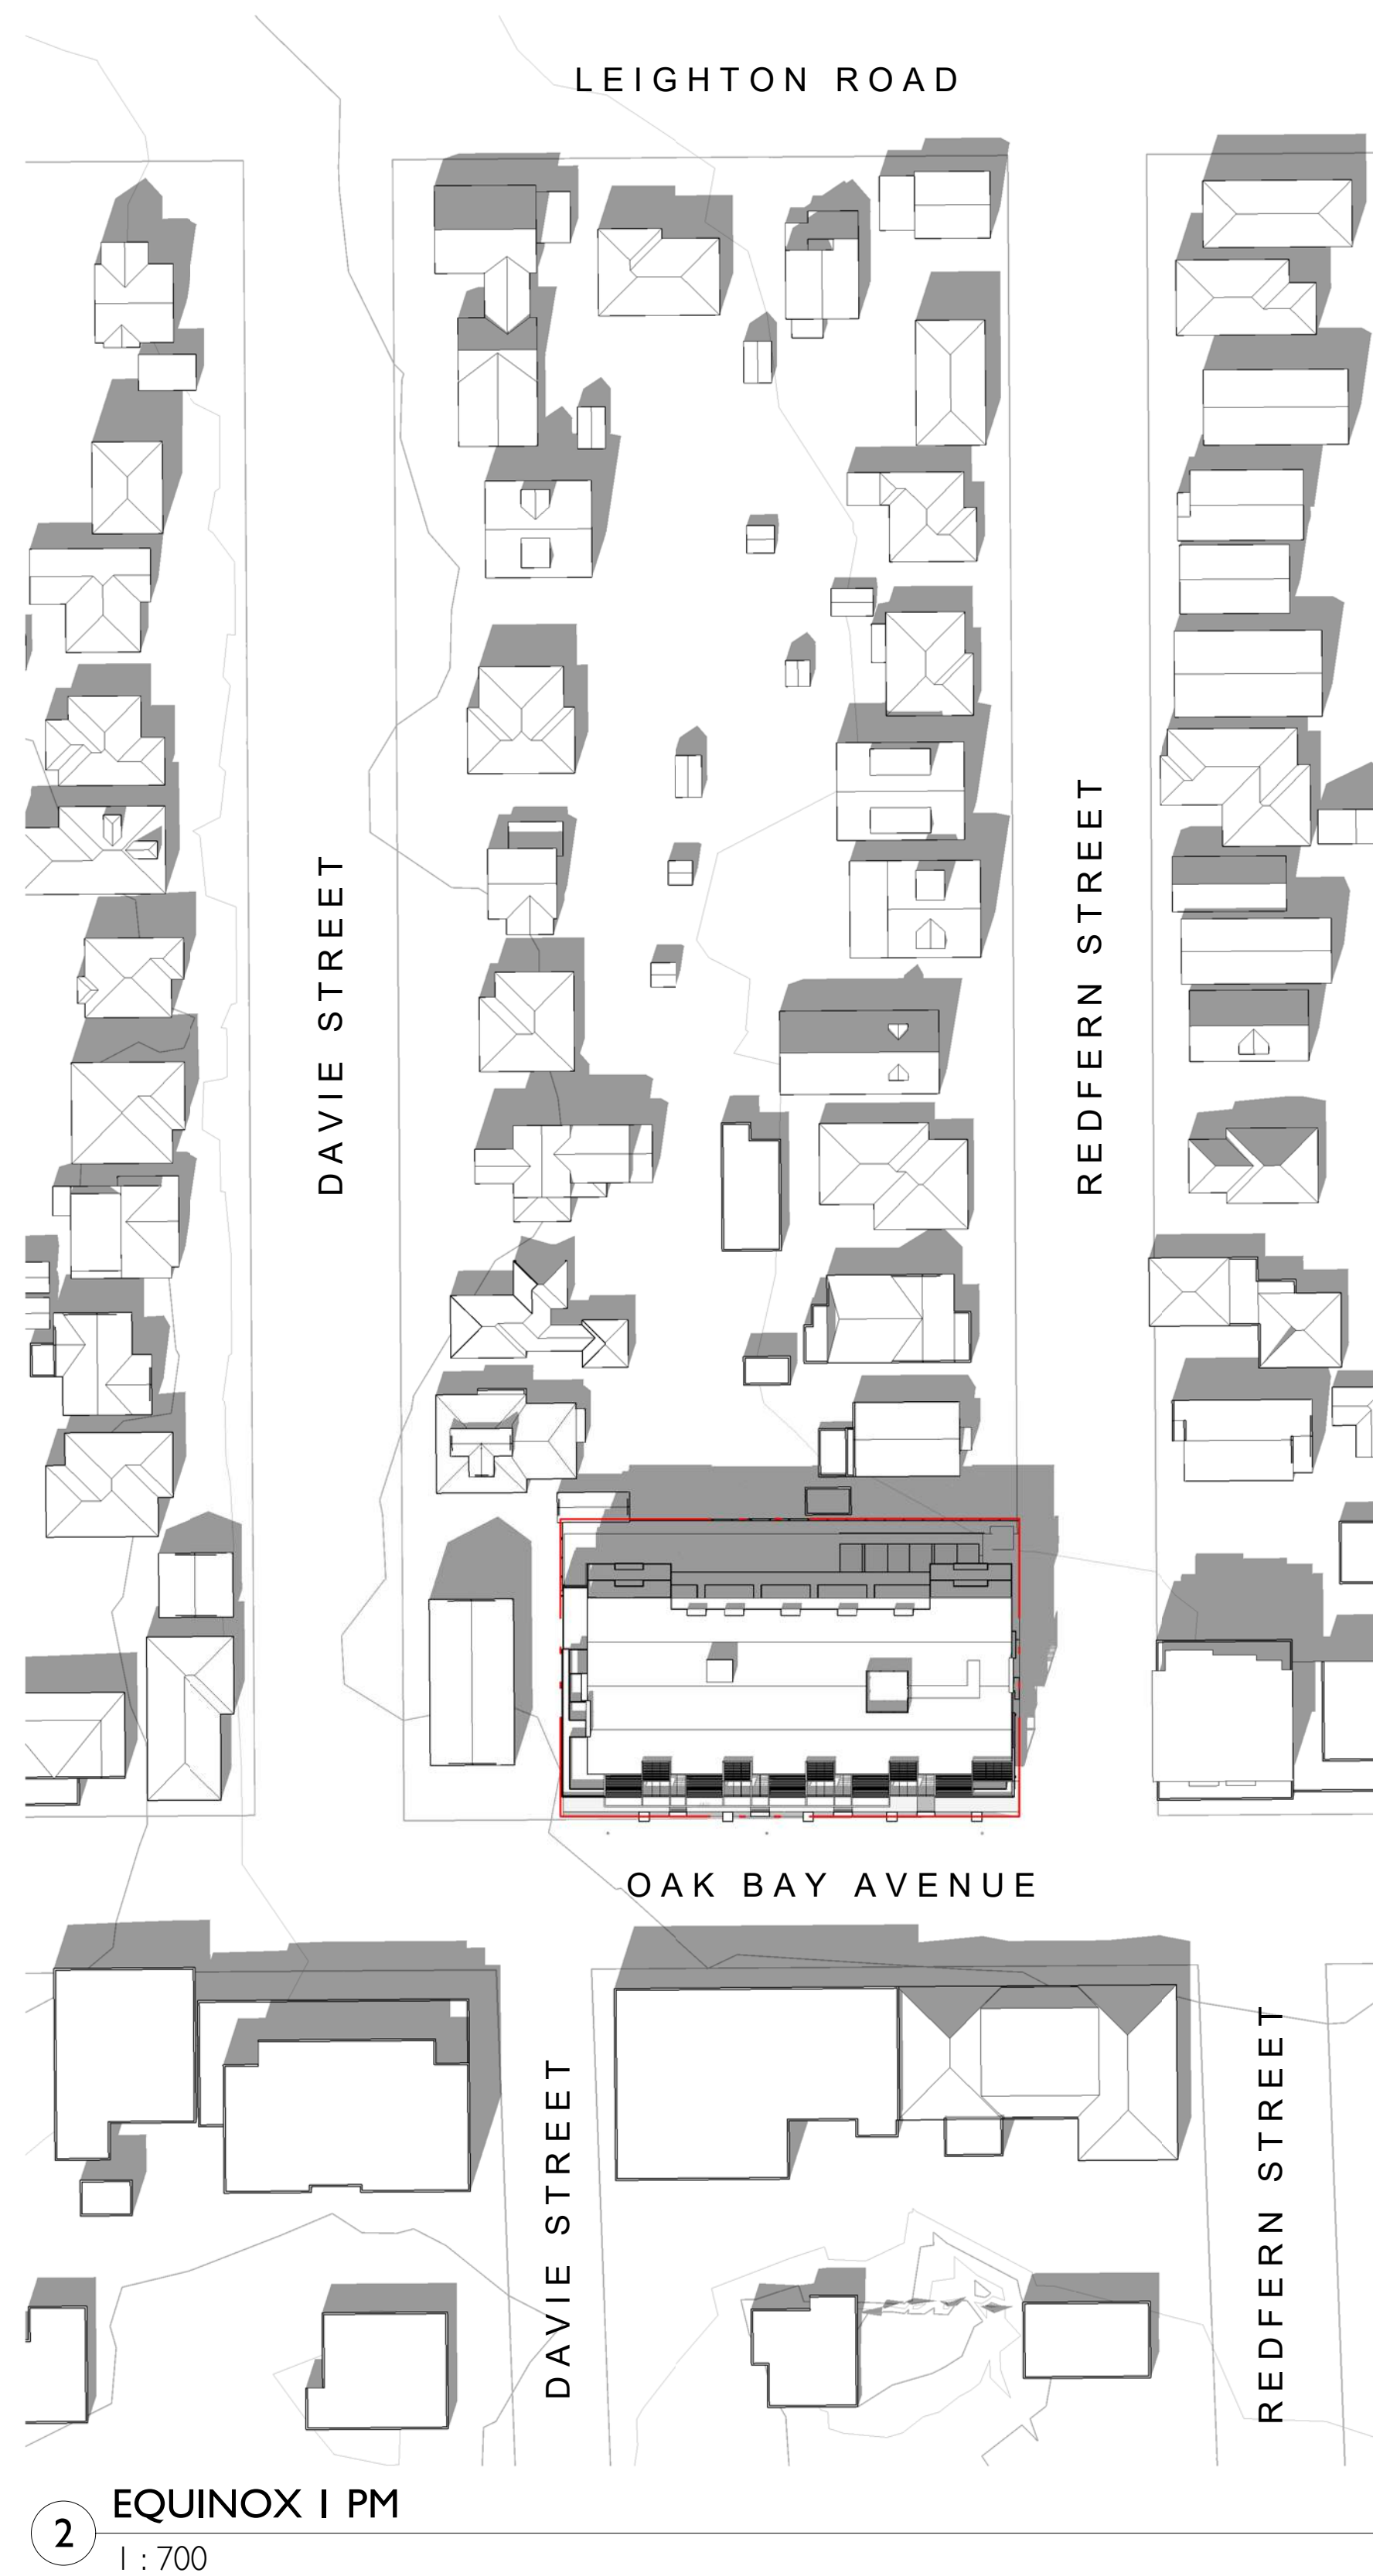 LEIGHTON ROAD
DAVIE STREET
REDFERN STREET
OAK BAY AVENUE
DAVIE STREET
REDFERN STREET
2
EQUINOX 1 PM
1 : 700